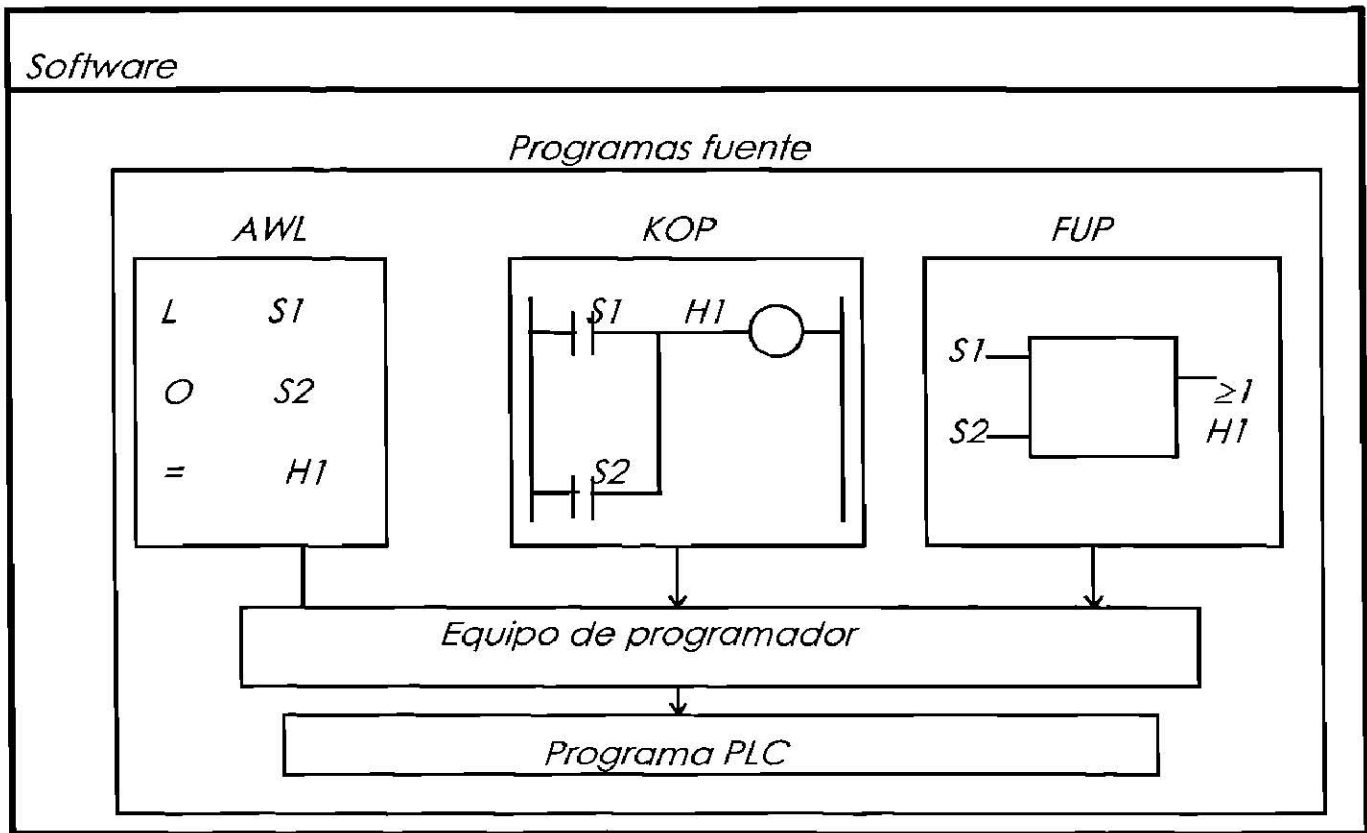 Software
Programas fuente
AWL
L S1
O S2
= H1
KOP
S1 H1
S2
FUP
S1
S2
≥1
H1
Equipo de programador
Programa PLC